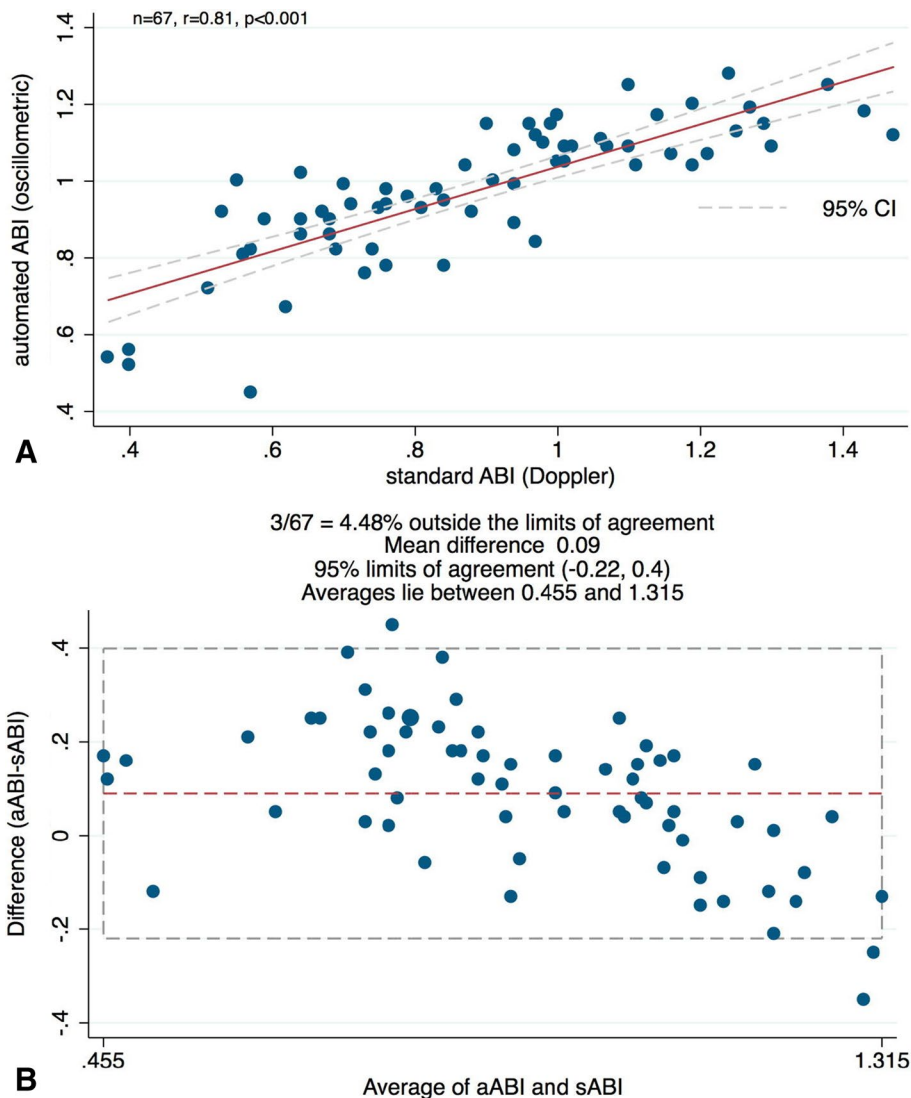 n=67, r=0.81, p<0.001
automated ABI (oscillometric)
1.4
1.2
1
.8
.6
.4
95% CI
.4
.6
.8
1
1.2
1.4
standard ABI (Doppler)
A
3/67 = 4.48% outside the limits of agreement
Mean difference 0.09
95% limits of agreement (-0.22, 0.4)
Averages lie between 0.455 and 1.315
Difference (aABI-sABI)
.4
.2
0
-.2
-.4
.455
1.315
Average of aABI and sABI
B